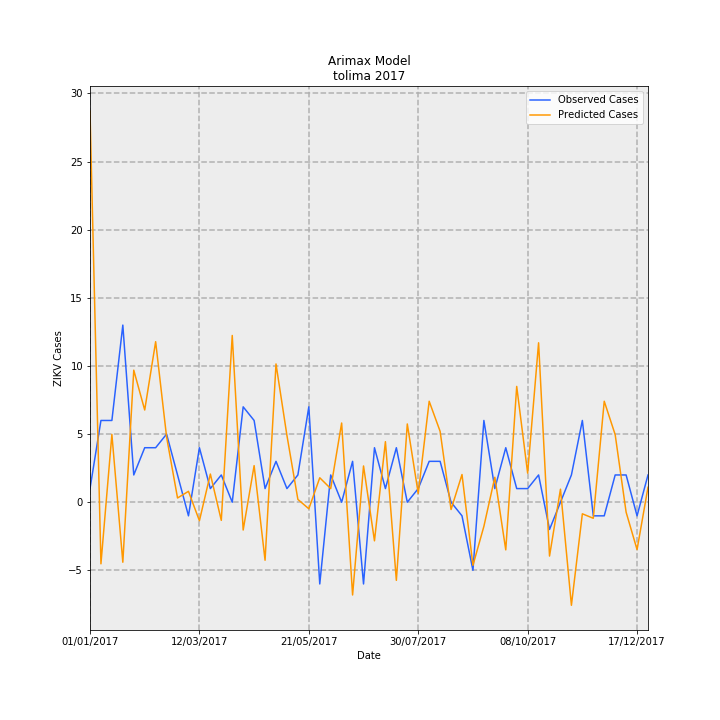 Arimax Model
tolima 2017
Observed Cases
Predicted Cases
ZIKV Cases
30
25
20
15
10
5
0
−5
01/01/2017 12/03/2017 21/05/2017 30/07/2017 08/10/2017 17/12/2017
Date